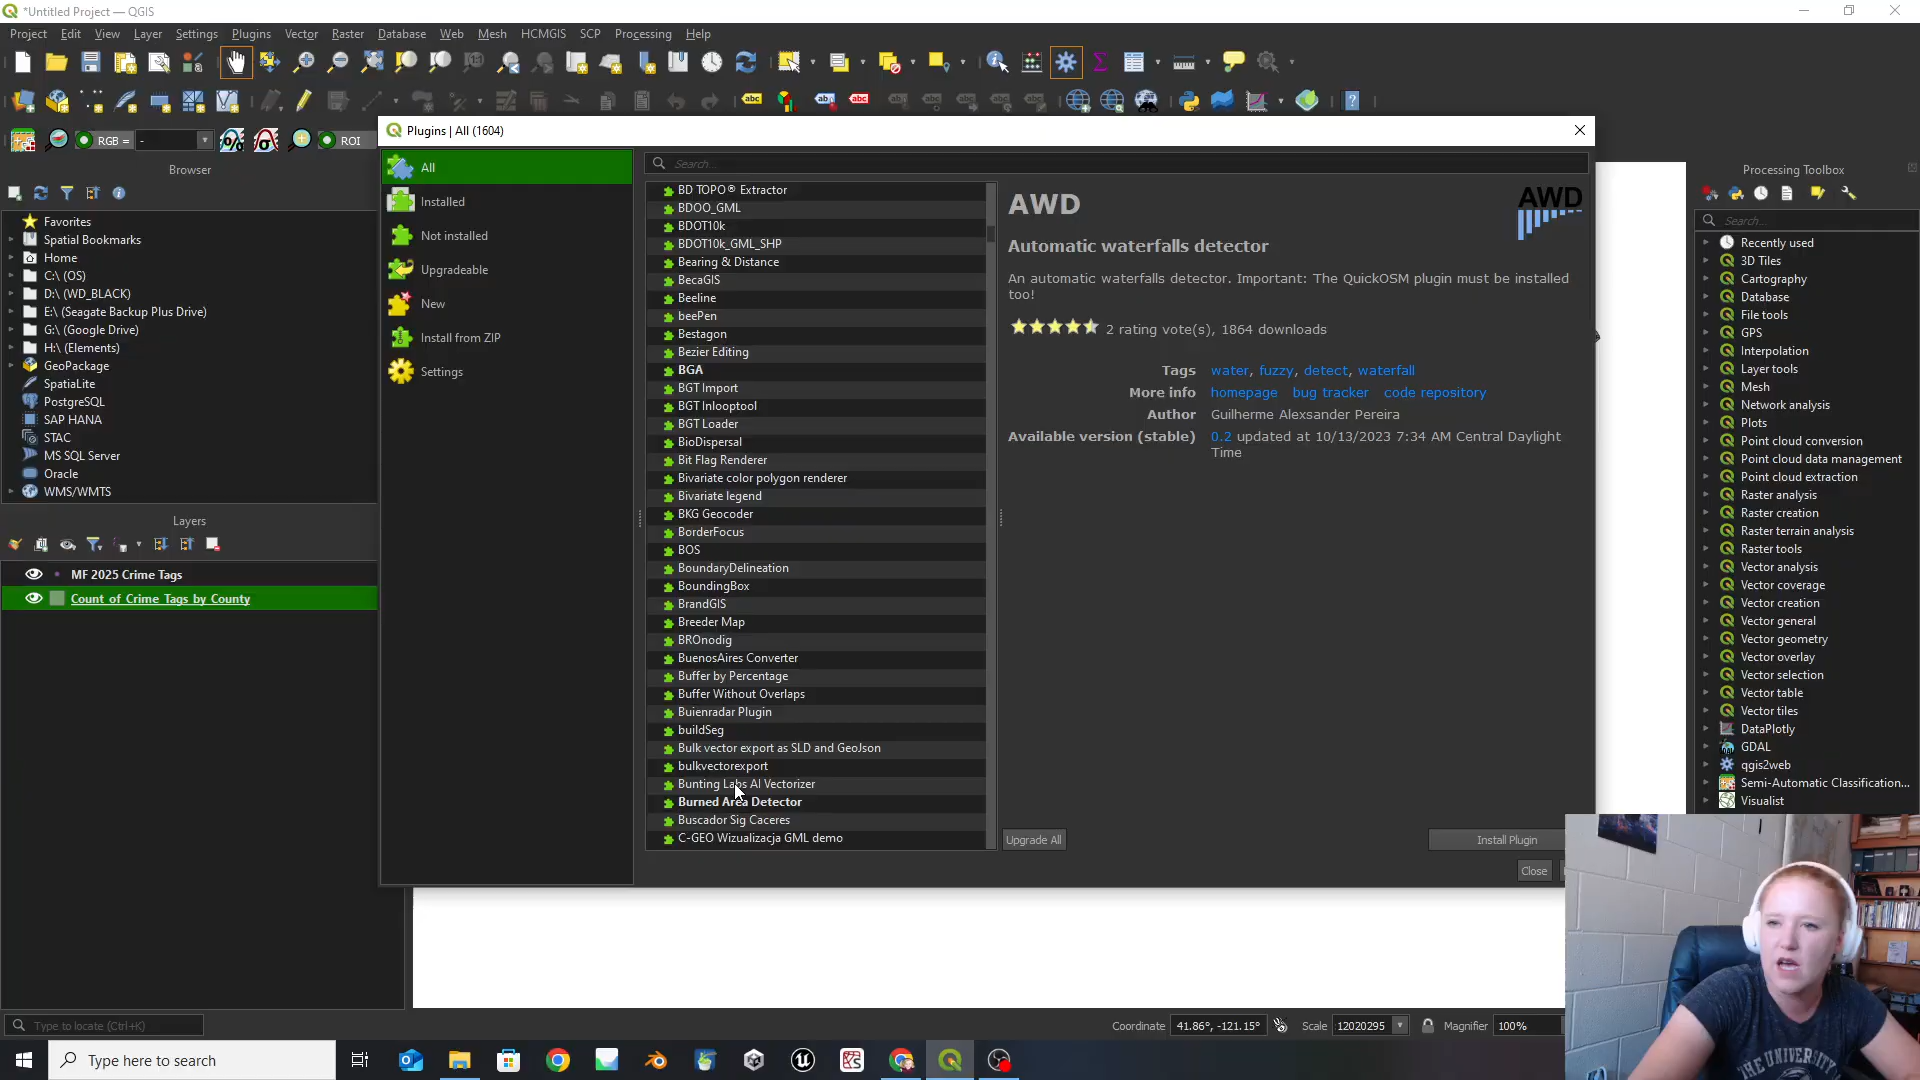 *Untitled Project — QGIS
Project Edit View Layer Settings Plugins Vector Raster Database Web Mesh HCMGIS SCP Processing Help
RGB = -
ROI
Plugins | All (1604)
Browser
Favorites
Spatial Bookmarks
Home
C:\ (OS)
D:\ (WD_BLACK)
E:\ (Seagate Backup Plus Drive)
G:\ (Google Drive)
H:\ (Elements)
GeoPackage
SpatiaLite
PostgreSQL
SAP HANA
STAC
MS SQL Server
Oracle
WMS/WMTS
Layers
MF 2025 Crime Tags
Count of Crime Tags by County
Type to locate (Ctrl+K)
All
Installed
Not installed
Upgradeable
New
Install from ZIP
Settings
Search...
BD TOPO® Extractor
BDOO_GML
BDOT10k
BDOT10k_GML_SHP
Bearing & Distance
BecaGIS
Beeline
beePen
Bestagon
Bezier Editing
BGA
BGT Import
BGT Inlooptool
BGT Loader
BioDispersal
Bit Flag Renderer
Bivariate color polygon renderer
Bivariate legend
BKG Geocoder
BorderFocus
BOS
BoundaryDelineation
BoundingBox
BrandGIS
Breeder Map
BROnodig
BuenosAires Converter
Buffer by Percentage
Buffer Without Overlaps
Buienradar Plugin
buildSeg
Bulk vector export as SLD and GeoJson
bulkvectorexport
Bunting Labs AI Vectorizer
Burned Area Detector
Buscador Sig Caceres
C-GEO Wizualizacja GML demo
AWD
AWD
Automatic waterfalls detector
An automatic waterfalls detector. Important: The QuickOSM plugin must be installed
too!
2 rating vote(s), 1864 downloads
Tags water, fuzzy, detect, waterfall
More info homepage bug tracker code repository
Author Guilherme Alexsander Pereira
Available version (stable) 0.2 updated at 10/13/2023 7:34 AM Central Daylight
Time
Upgrade All
Install Plugin
Close
Processing Toolbox
Search...
Recently used
3D Tiles
Cartography
Database
File tools
GPS
Interpolation
Layer tools
Mesh
Network analysis
Plots
Point cloud conversion
Point cloud data management
Point cloud extraction
Raster analysis
Raster creation
Raster terrain analysis
Raster tools
Vector analysis
Vector coverage
Vector creation
Vector general
Vector geometry
Vector overlay
Vector selection
Vector table
Vector tiles
DataPlotly
GDAL
qgis2web
Semi-Automatic Classification...
Visualist
Coordinate 41.86°, -121.15° Scale 12020295 Magnifier 100%
Type here to search
THE UNIVERSITY